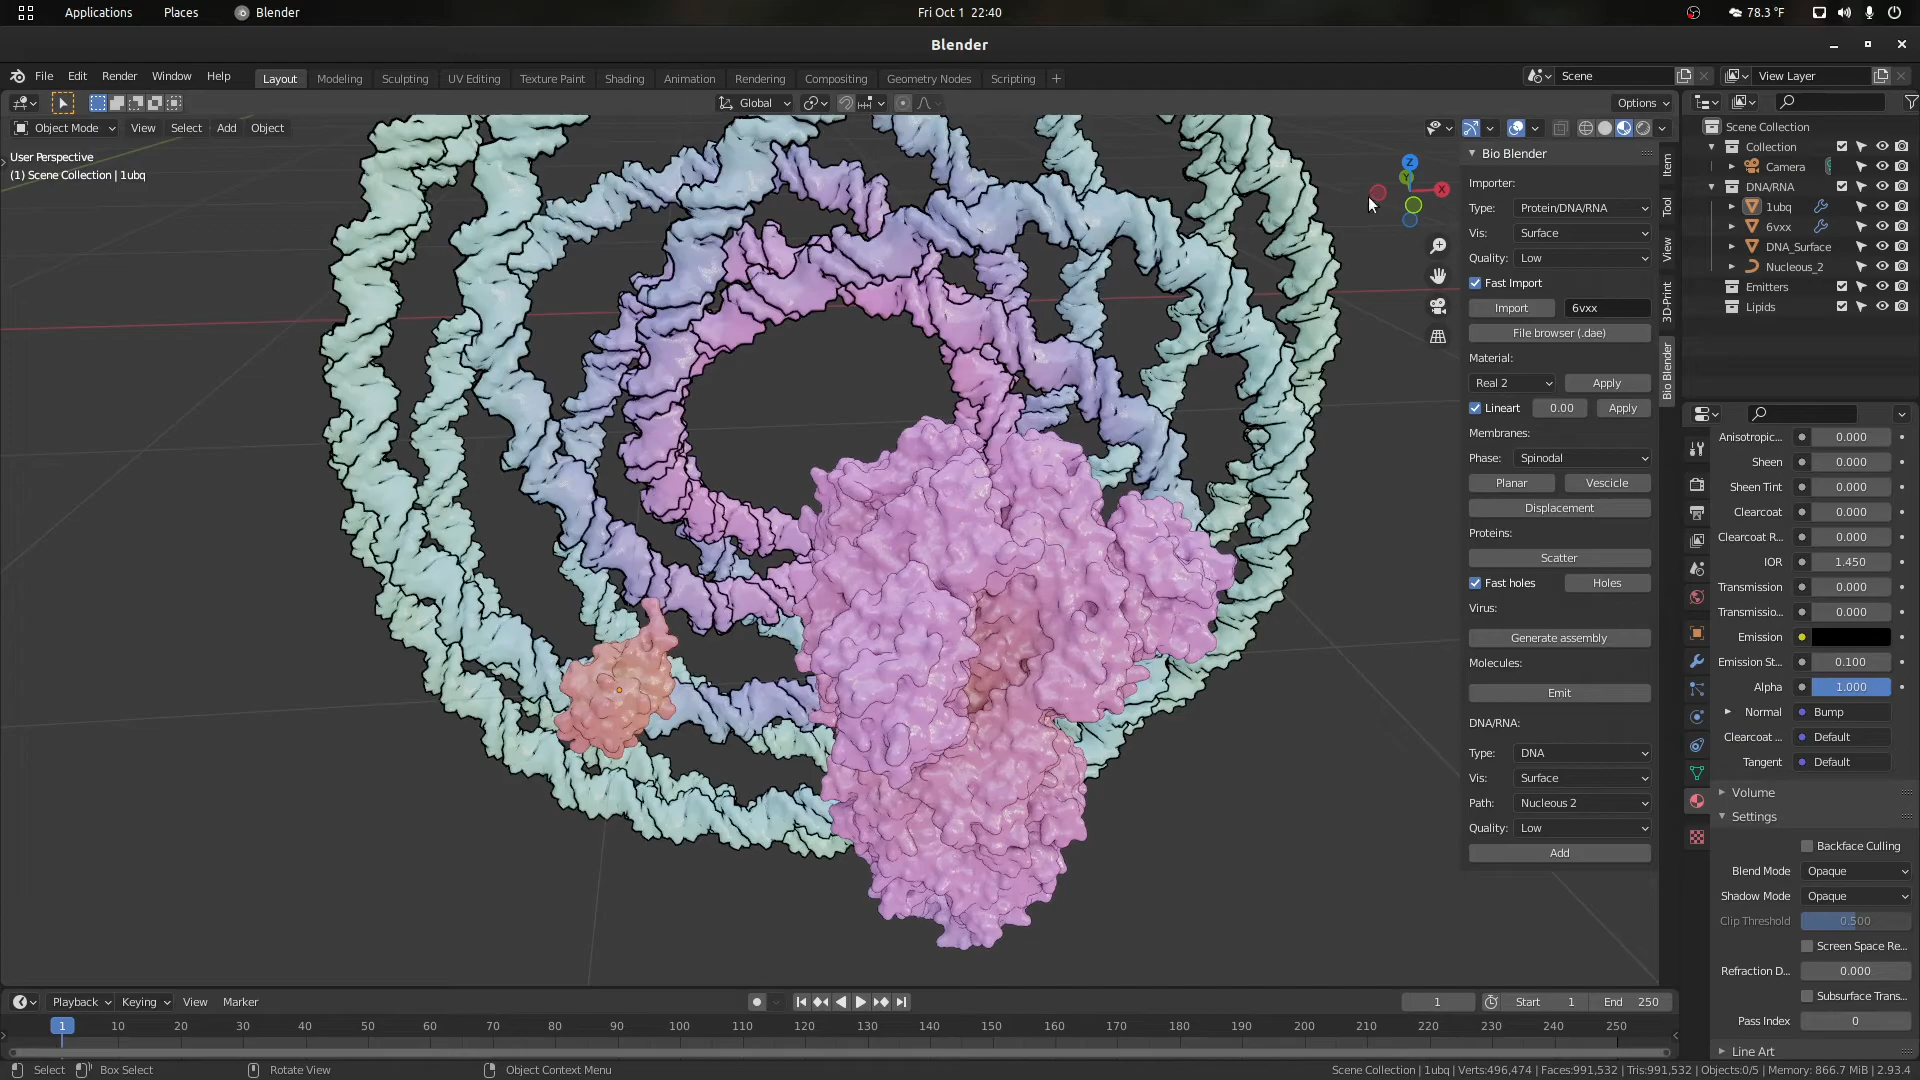 Applications Places Blender Fri Oct 1 22:40 78.3 °F
Blender
File Edit Render Window Help Layout Modeling Sculpting UV Editing Texture Paint Shading Animation Rendering Compositing Geometry Nodes Scripting + Scene View Layer
Global Options
Object Mode View Select Add Object
User Perspective
(1) Scene Collection | 1ubq
Z
Y
X
Bio Blender
Importer:
Type: Protein/DNA/RNA
Vis: Surface
Quality: Low
Fast Import
Import 6vxx
File browser (.dae)
Material:
Real 2 Apply
Lineart 0.00 Apply
Membranes:
Phase: Spinodal
Planar Vescicle
Displacement
Proteins:
Scatter
Fast holes Holes
Virus:
Generate assembly
Molecules:
Emit
DNA/RNA:
Type: DNA
Vis: Surface
Path: Nucleous 2
Quality: Low
Add
Item
Tool
View
3D-Print
Bio Blender
Scene Collection
Collection
Camera
DNA/RNA
1ubq
6vxx
DNA_Surface
Nucleous_2
Emitters
Lipids
Anisotropic... 0.000
Sheen 0.000
Sheen Tint 0.000
Clearcoat 0.000
Clearcoat R... 0.000
IOR 1.450
Transmission 0.000
Transmissio... 0.000
Emission
Emission St... 0.100
Alpha 1.000
Normal Bump
Clearcoat ... Default
Tangent Default
Volume
Settings
Backface Culling
Blend Mode Opaque
Shadow Mode Opaque
Clip Threshold 0.500
Screen Space Re...
Refraction D... 0.000
Subsurface Trans...
Pass Index 0
Line Art
Playback Keying View Marker 1 Start 1 End 250
1 10 20 30 40 50 60 70 80 90 100 110 120 130 140 150 160 170 180 190 200 210 220 230 240 250
Select Box Select Rotate View Object Context Menu Scene Collection | 1ubq | Verts:496,474 | Faces:991,532 | Tris:991,532 | Objects:0/5 | Memory: 866.7 MiB | 2.93.4